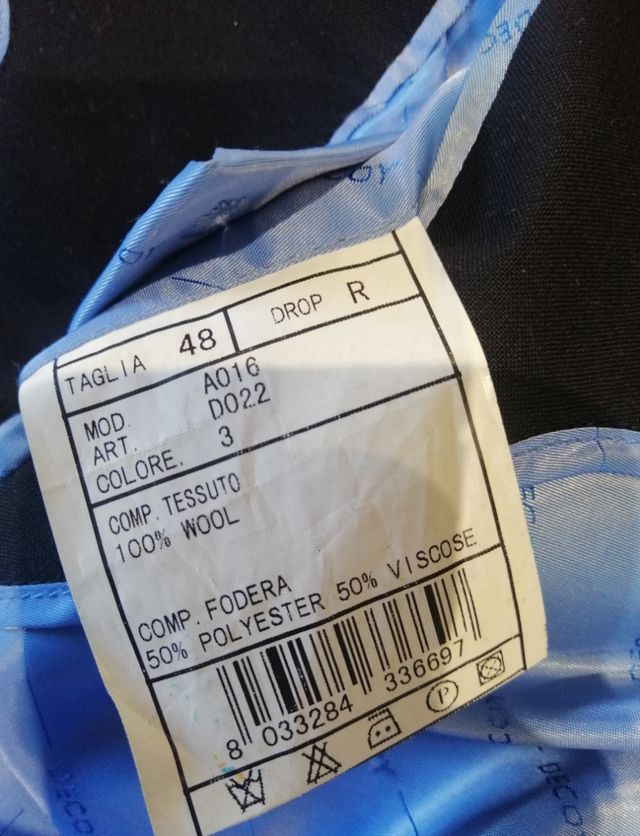 TAGLIA 48 DROP R
MOD. A016
ART. D022
COLORE. 3
COMP. TESSUTO
100% WOOL
COMP. FODERA
50% POLYESTER 50% VISCOSE
8 033284 336697
P
DECO